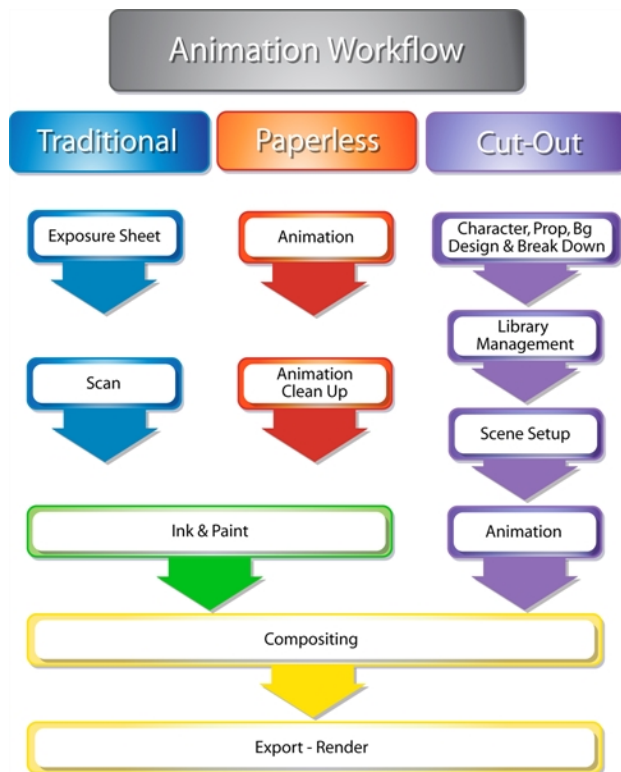 Animation Workflow
Traditional
Paperless
Cut-Out
Exposure Sheet
Animation
Character, Prop, Bg
Design & Break Down
Library
Management
Scan
Animation
Clean Up
Scene Setup
Ink & Paint
Animation
Compositing
Export - Render